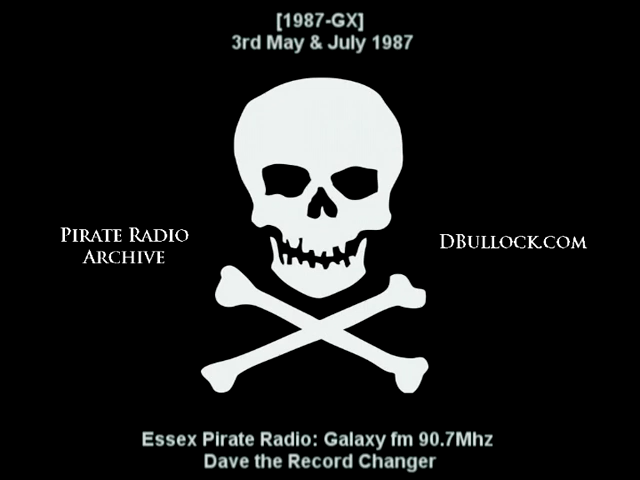 [1987-GX]
3rd May & July 1987
Pirate Radio
Archive
DBullock.com
Essex Pirate Radio: Galaxy fm 90.7Mhz
Dave the Record Changer